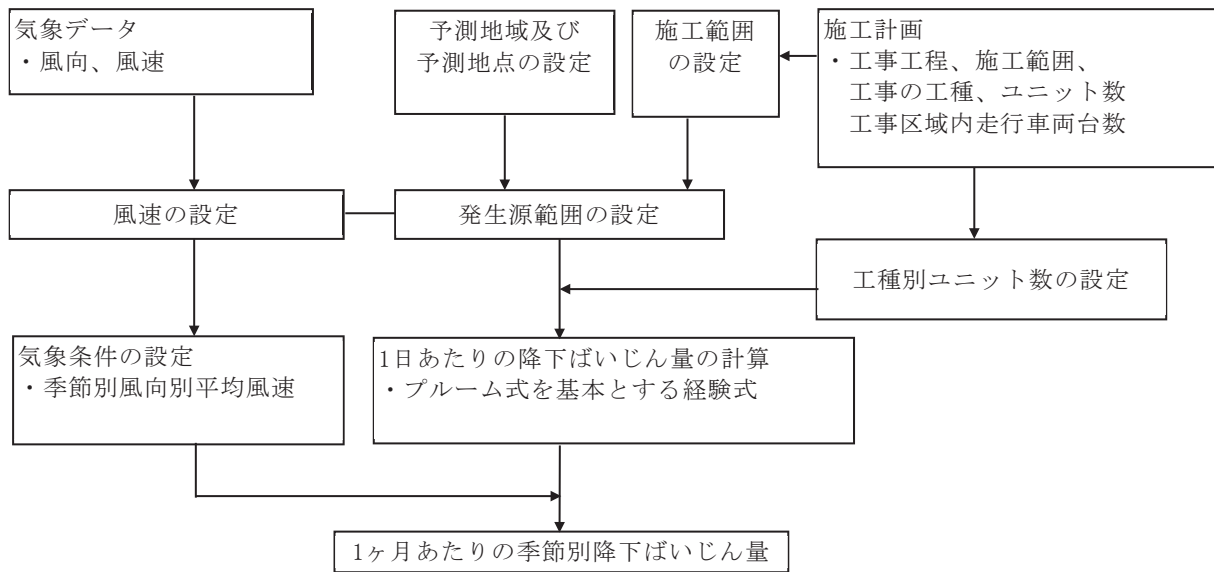 気象データ
・風向、風速
予測地域及び
予測地点の設定
施工範囲
の設定
施工計画
・工事工程、施工範囲、
工事の工種、ユニット数
工事区域内走行車両台数
風速の設定
発生源範囲の設定
工種別ユニット数の設定
気象条件の設定
・季節別風向別平均風速
1日あたりの降下ばいじん量の計算
・プルーム式を基本とする経験式
1ヶ月あたりの季節別降下ばいじん量